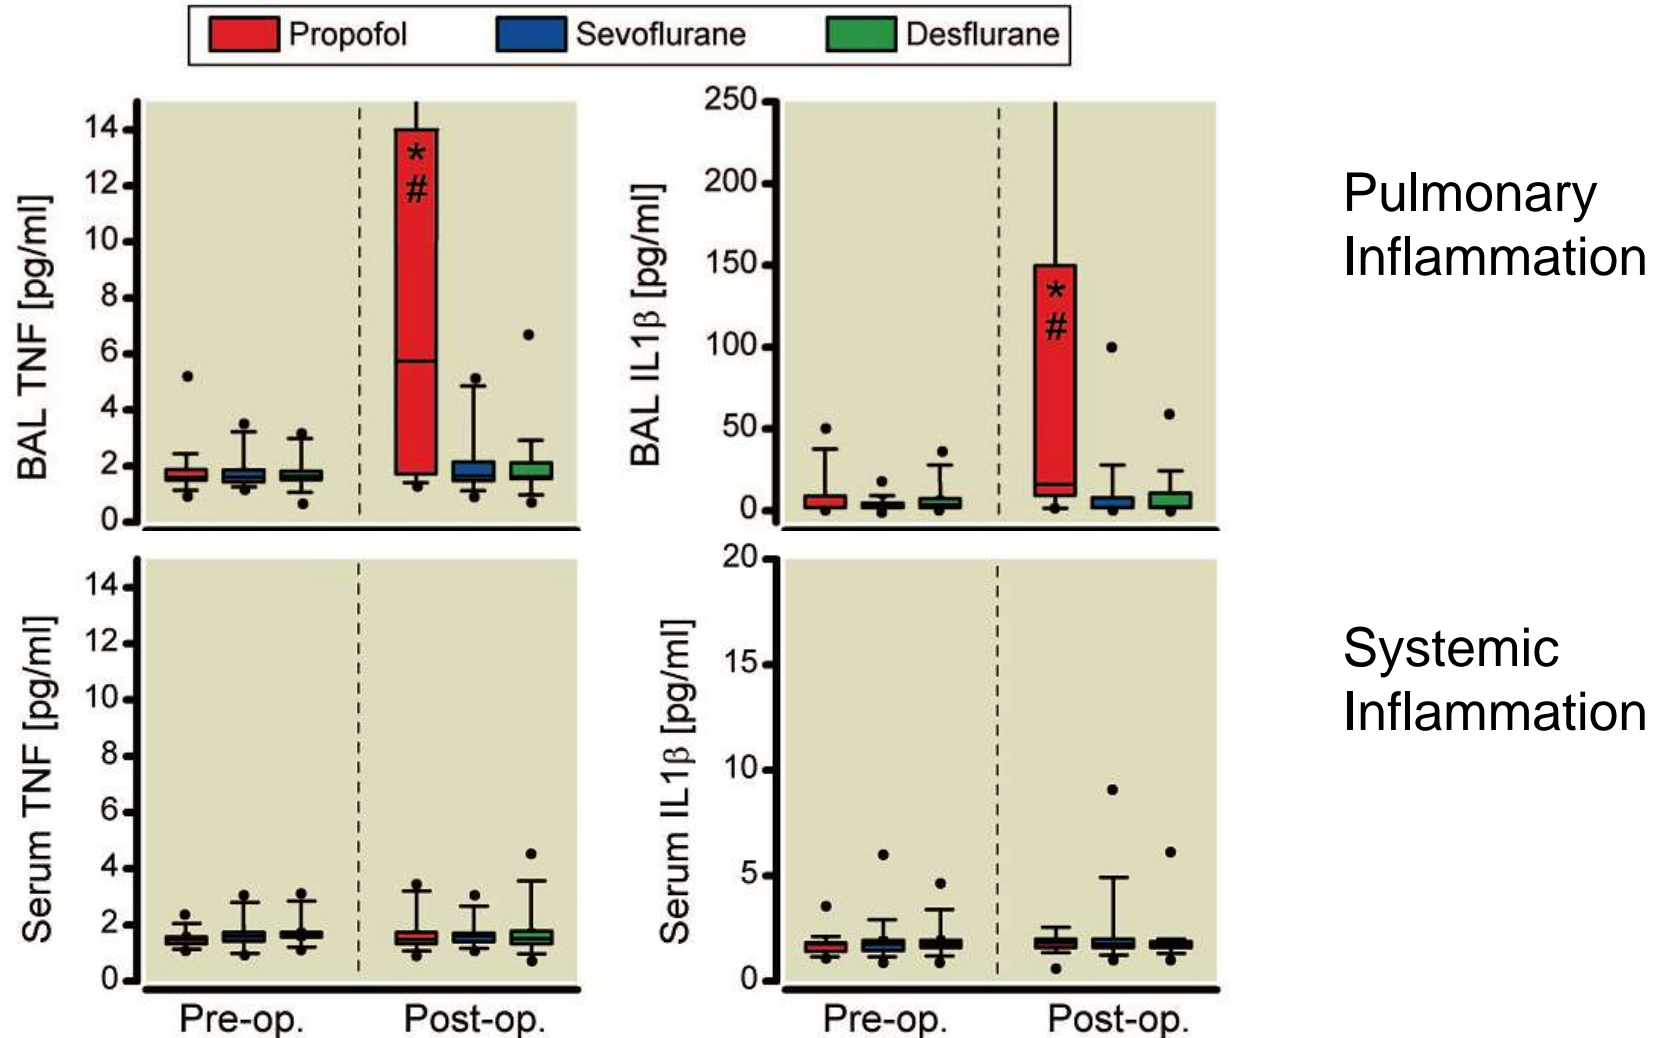 Propofol Sevoflurane Desflurane
BAL TNF [pg/ml]
14
12
10
8
6
4
2
0
*
#
BAL IL1β [pg/ml]
250
200
150
100
50
0
*
#
Pulmonary
Inflammation
Serum TNF [pg/ml]
14
12
10
8
6
4
2
0
Pre-op. Post-op.
Serum IL1β [pg/ml]
20
15
10
5
0
Pre-op. Post-op.
Systemic
Inflammation